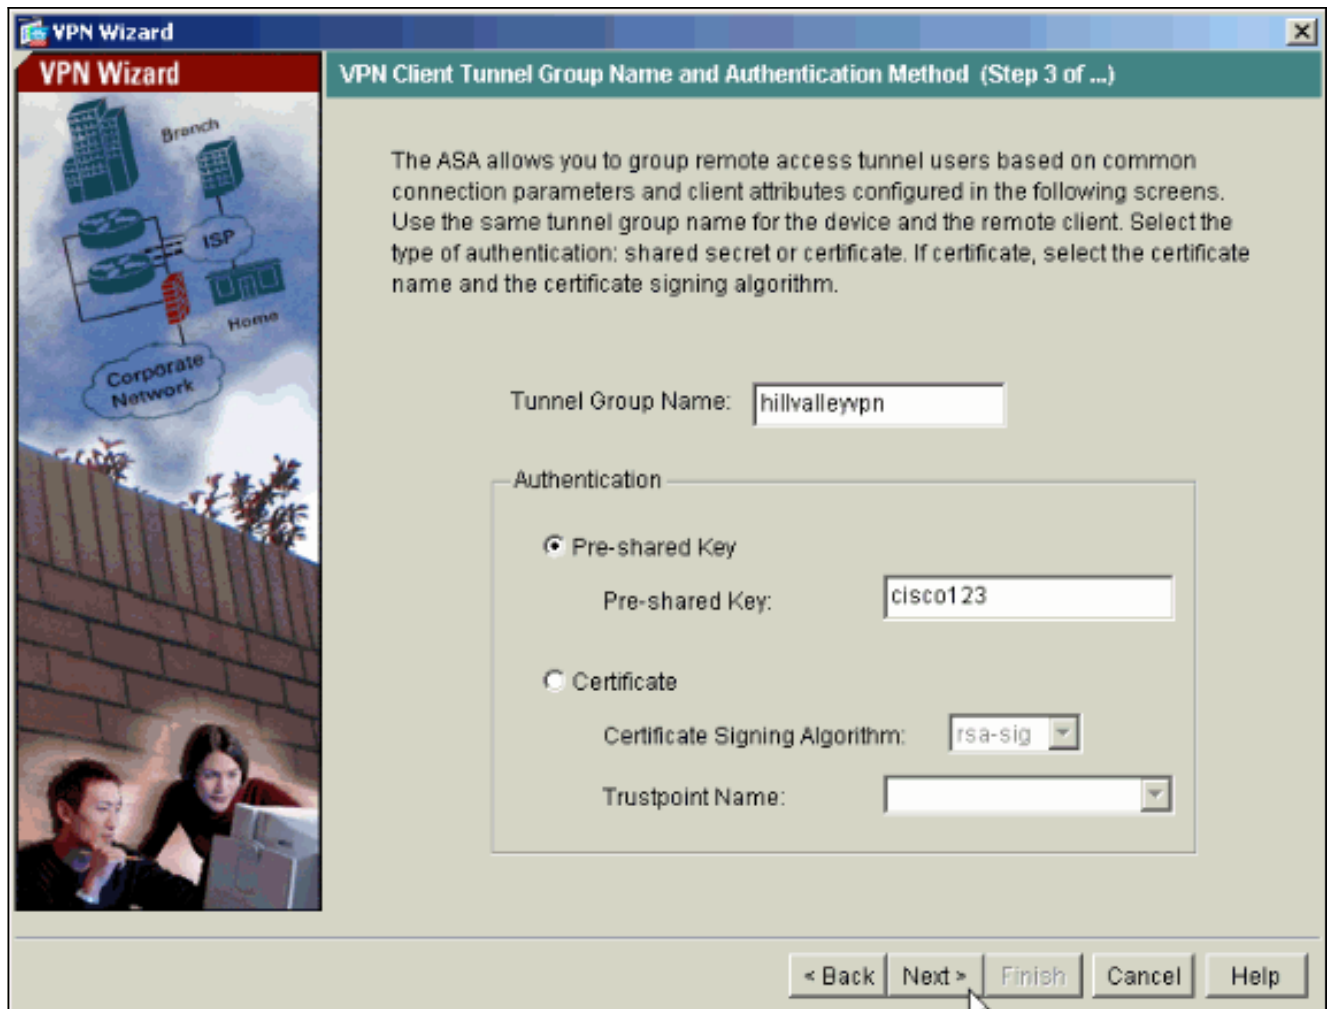 VPN Wizard
VPN Wizard
VPN Client Tunnel Group Name and Authentication Method (Step 3 of ...)
Branch
ISP
Home
Corporate
Network
The ASA allows you to group remote access tunnel users based on common
connection parameters and client attributes configured in the following screens.
Use the same tunnel group name for the device and the remote client. Select the
type of authentication: shared secret or certificate. If certificate, select the certificate
name and the certificate signing algorithm.
Tunnel Group Name: hillvalleyvpn
Authentication
Pre-shared Key
Pre-shared Key: cisco123
Certificate
Certificate Signing Algorithm: rsa-sig
Trustpoint Name:
< Back Next > Finish Cancel Help